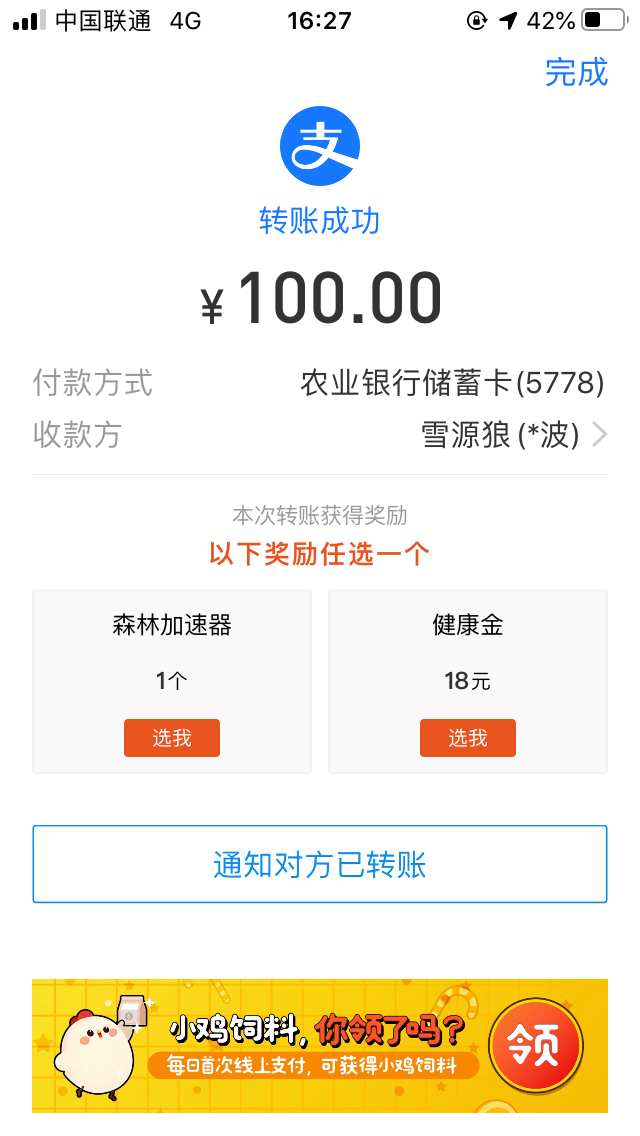 中国联通 4G 16:27 42%
完成
支
转账成功
¥100.00
付款方式 农业银行储蓄卡(5778)
收款方 雪源狼(*波)
本次转账获得奖励
以下奖励任选一个
森林加速器 健康金
1个 18元
选我 选我
通知对方已转账
小鸡饲料,你领了吗?
领
每日首次线上支付,可获得小鸡饲料